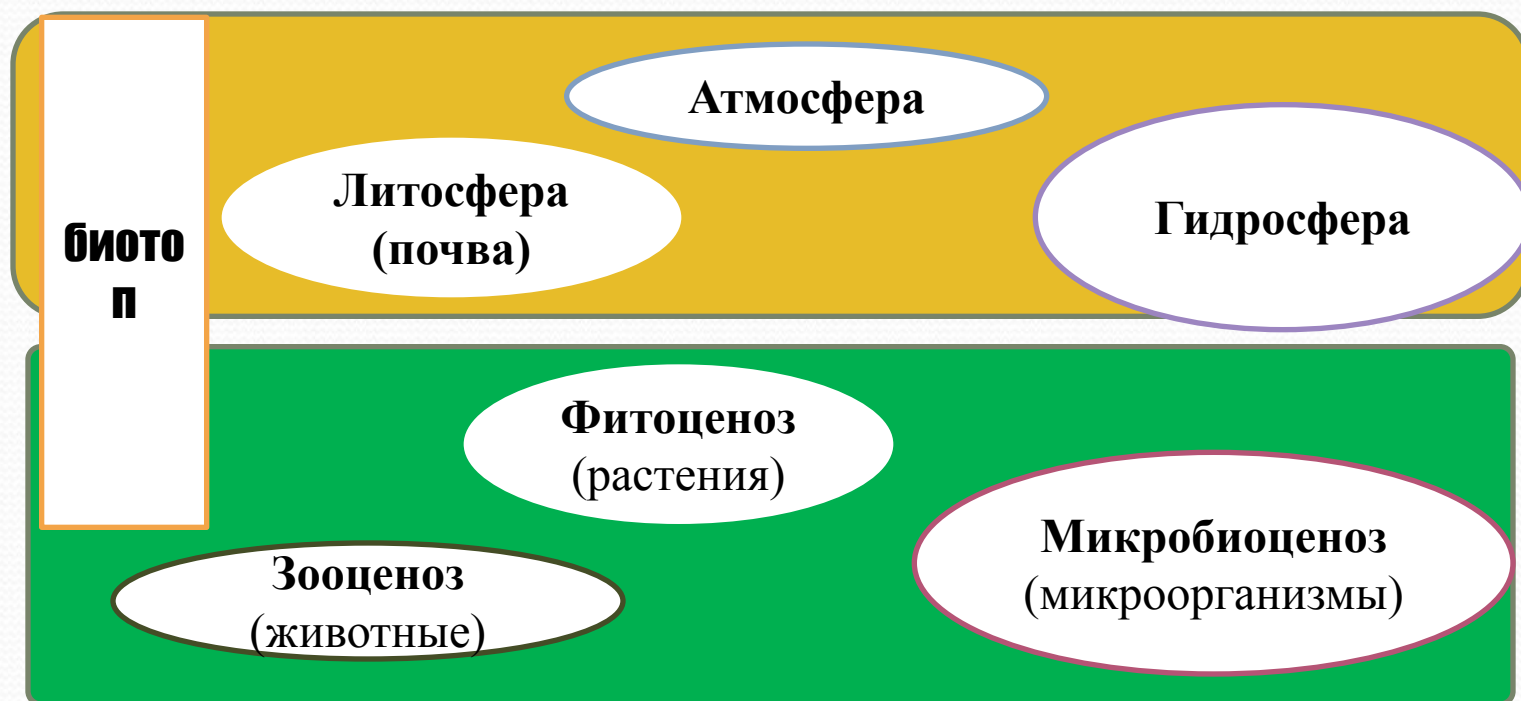 биото
п
Атмосфера
Литосфера
(почва)
Гидросфера
Фитоценоз
(растения)
Микробиоценоз
(микроорганизмы)
Зооценоз
(животные)